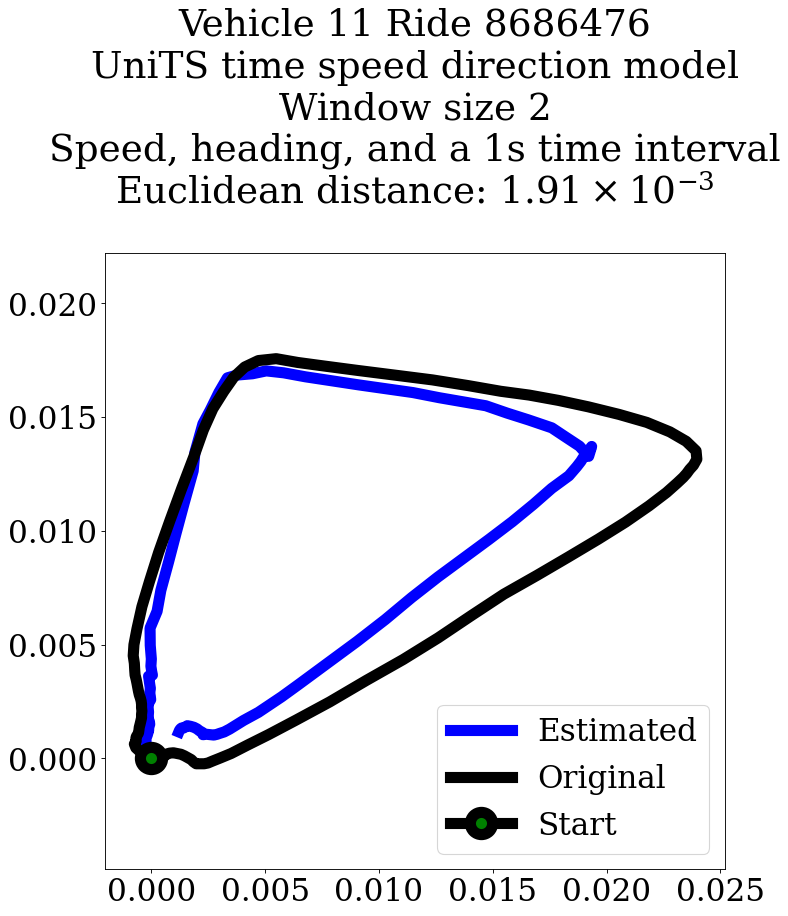 Vehicle 11 Ride 8686476
UniTS time speed direction model
Window size 2
Speed, heading, and a 1s time interval
Euclidean distance: 1.91 × 10⁻³
0.020
0.015
0.010
0.005
0.000
Estimated
Original
Start
0.000 0.005 0.010 0.015 0.020 0.025